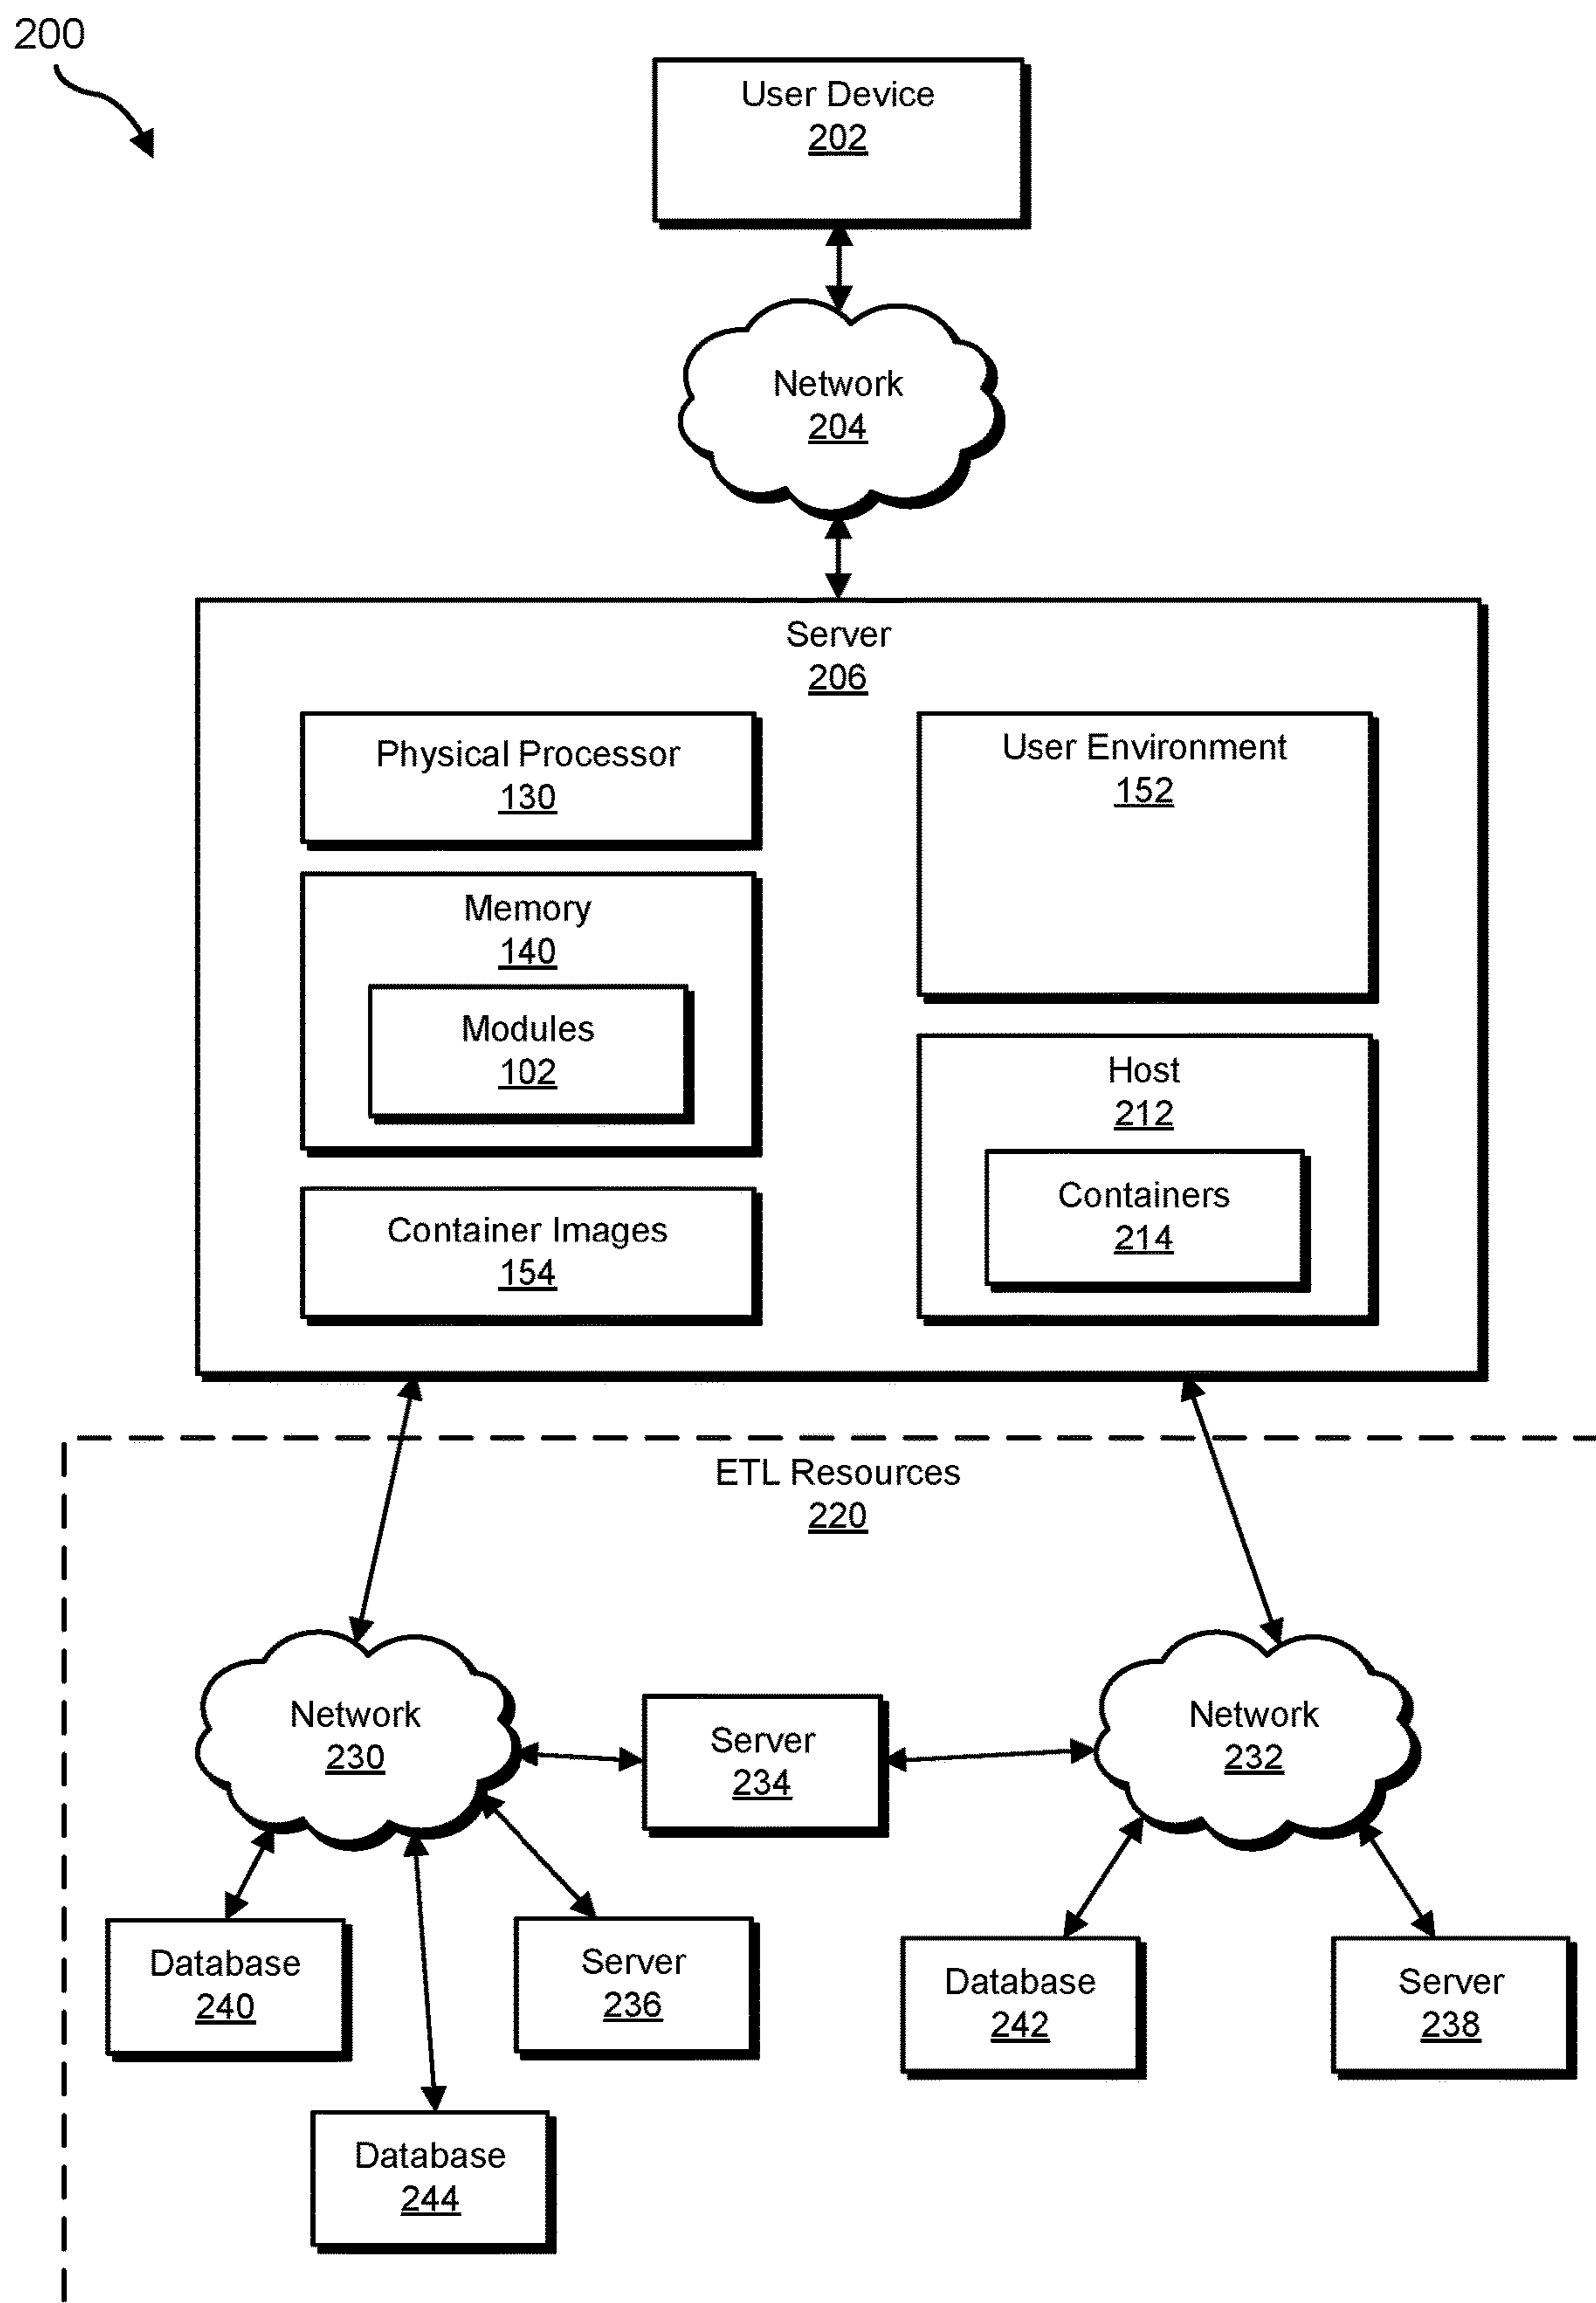 200
User Device
202
Network
204
Server
206
Physical Processor
130
Memory
140
Modules
102
Container Images
154
User Environment
152
Host
212
Containers
214
ETL Resources
220
Network
230
Server
234
Network
232
Database
240
Server
236
Database
242
Server
238
Database
244